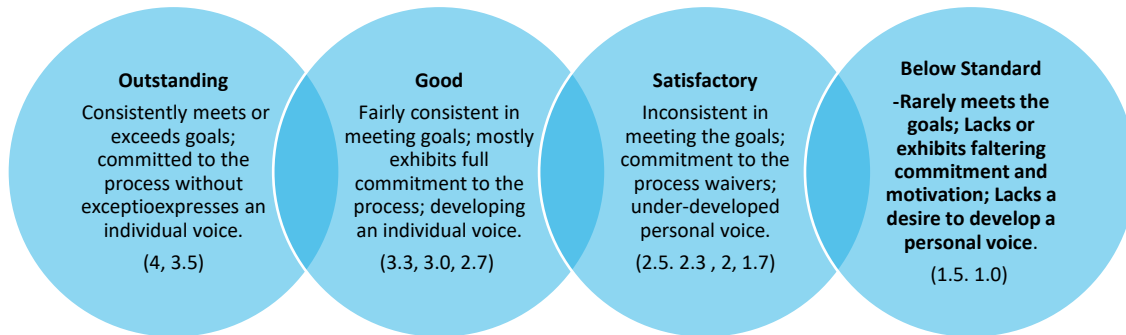 Outstanding
Consistently meets or
exceeds goals;
committed to the
process without
exceptioexpresses an
individual voice.
(4, 3.5)
Good
Fairly consistent in
meeting goals; mostly
exhibits full
commitment to the
process; developing
an individual voice.
(3.3, 3.0, 2.7)
Satisfactory
Inconsistent in
meeting the goals;
commitment to the
process waivers;
under-developed
personal voice.
(2.5. 2.3 , 2, 1.7)
Below Standard
-Rarely meets the
goals; Lacks or
exhibits faltering
commitment and
motivation; Lacks a
desire to develop a
personal voice.
(1.5. 1.0)